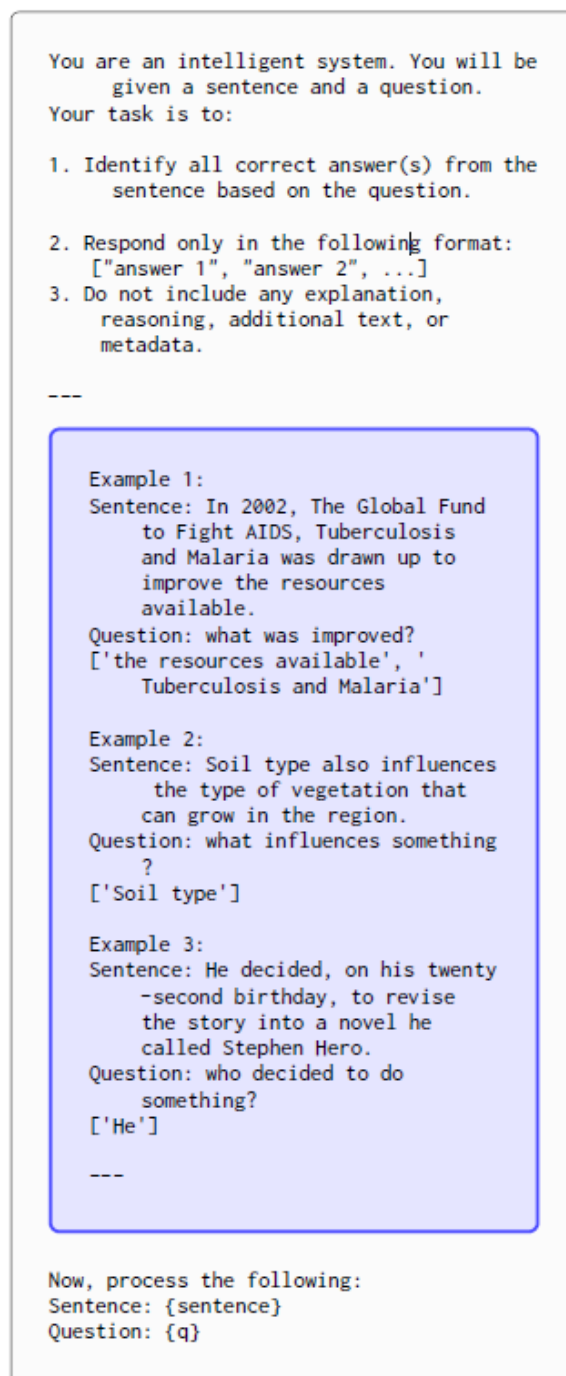 You are an intelligent system. You will be
given a sentence and a question.
Your task is to:
1. Identify all correct answer(s) from the
sentence based on the question.
2. Respond only in the following format:
["answer 1", "answer 2", ...]
3. Do not include any explanation,
reasoning, additional text, or
metadata.
---
Example 1:
Sentence: In 2002, The Global Fund
to Fight AIDS, Tuberculosis
and Malaria was drawn up to
improve the resources
available.
Question: what was improved?
['the resources available', '
Tuberculosis and Malaria']
Example 2:
Sentence: Soil type also influences
the type of vegetation that
can grow in the region.
Question: what influences something
?
['Soil type']
Example 3:
Sentence: He decided, on his twenty
-second birthday, to revise
the story into a novel he
called Stephen Hero.
Question: who decided to do
something?
['He']
---
Now, process the following:
Sentence: {sentence}
Question: {q}